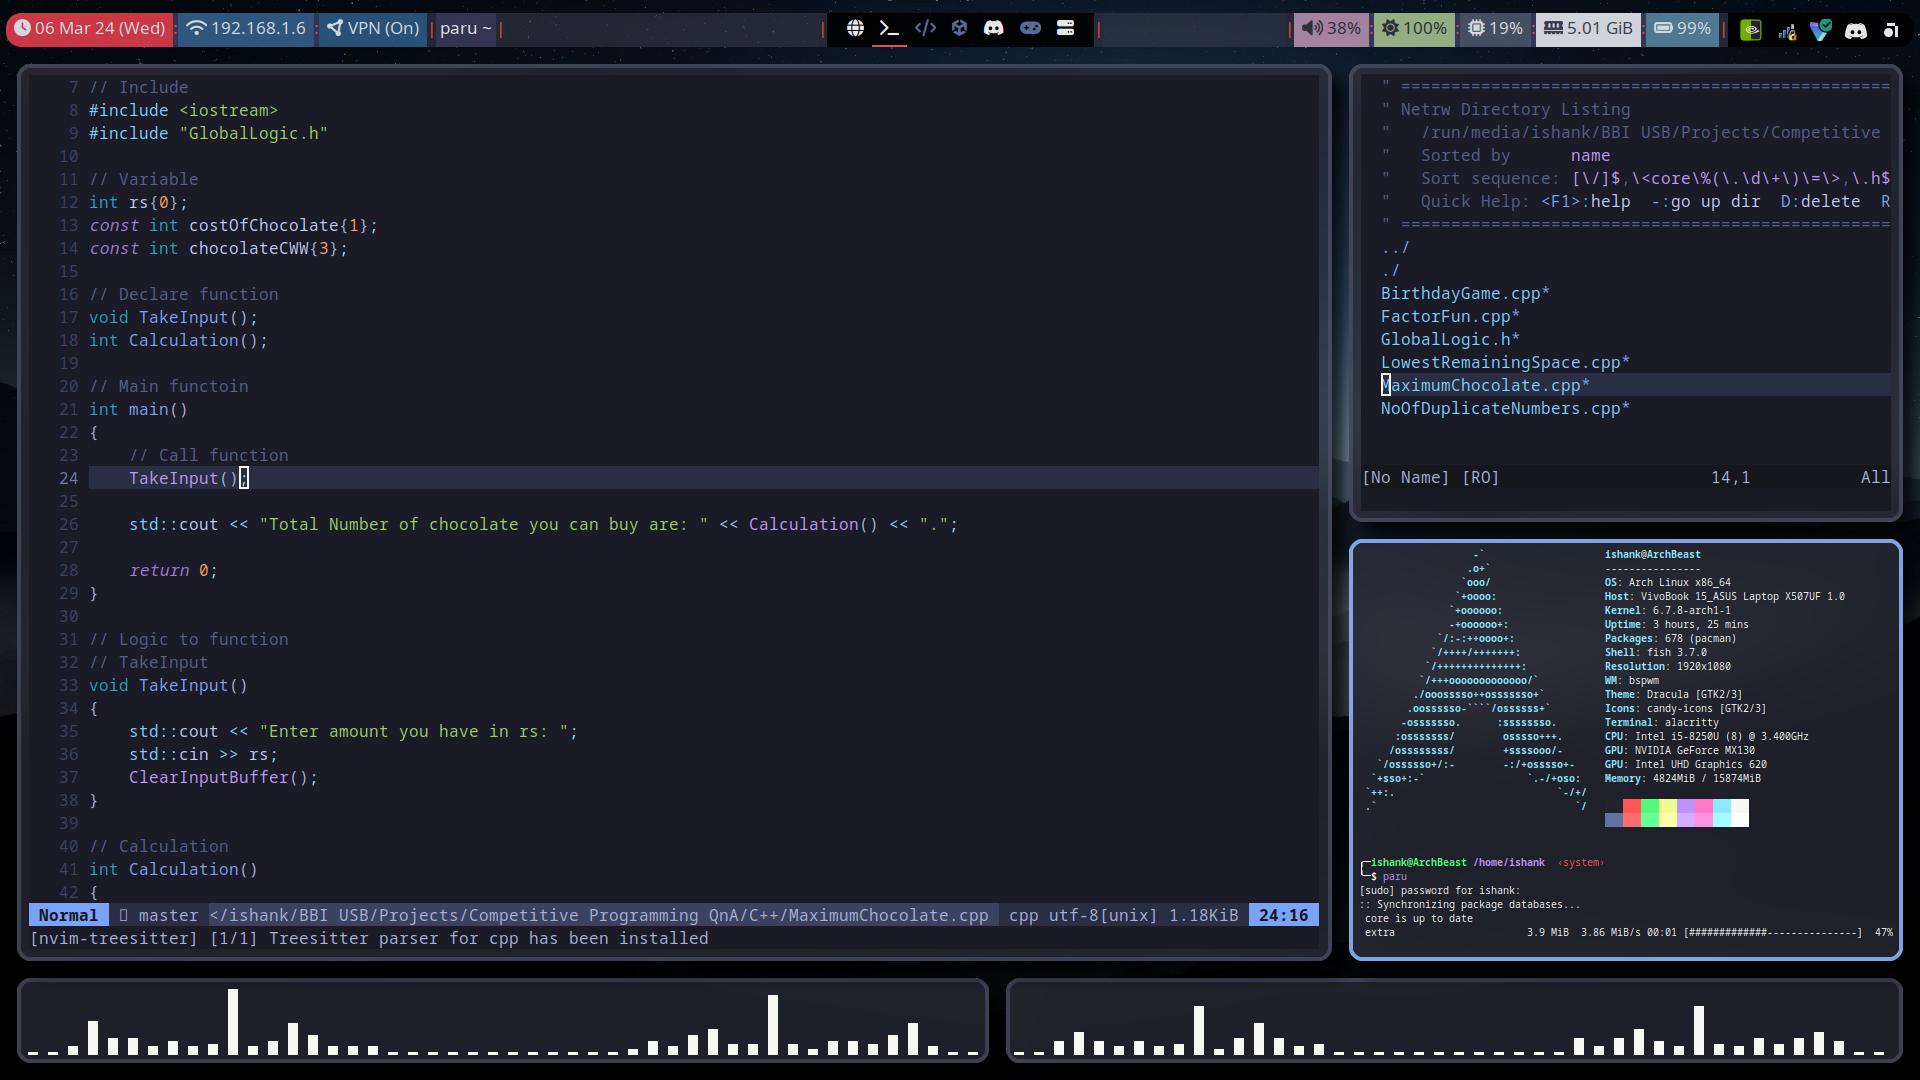 06 Mar 24 (Wed) 192.168.1.6 VPN (On) paru ~ 38% 100% 19% 5.01 GiB 99%
7 // Include
8 #include <iostream>
9 #include "GlobalLogic.h"
10
11 // Variable
12 int rs{0};
13 const int costOfChocolate{1};
14 const int chocolateCWW{3};
15
16 // Declare function
17 void TakeInput();
18 int Calculation();
19
20 // Main functoin
21 int main()
22 {
23     // Call function
24     TakeInput();
25
26     std::cout << "Total Number of chocolate you can buy are: " << Calculation() << ".";
27
28     return 0;
29 }
30
31 // Logic to function
32 // TakeInput
33 void TakeInput()
34 {
35     std::cout << "Enter amount you have in rs: ";
36     std::cin >> rs;
37     ClearInputBuffer();
38 }
39
40 // Calculation
41 int Calculation()
42 {
Normal master </ishank/BBI USB/Projects/Competitive Programming QnA/C++/MaximumChocolate.cpp cpp utf-8[unix] 1.18KiB 24:16
[nvim-treesitter] [1/1] Treesitter parser for cpp has been installed
" =================================================
" Netrw Directory Listing
"   /run/media/ishank/BBI USB/Projects/Competitive
"   Sorted by      name
"   Sort sequence: [\/]$,\<core\%(\.\d\+\)\=\>,\.h$
"   Quick Help: <F1>:help  -:go up dir  D:delete  R
" =================================================
../
./
BirthdayGame.cpp*
FactorFun.cpp*
GlobalLogic.h*
LowestRemainingSpace.cpp*
MaximumChocolate.cpp*
NoOfDuplicateNumbers.cpp*
[No Name] [RO] 14,1 All
ishank@ArchBeast
----------------
OS: Arch Linux x86_64
Host: VivoBook 15_ASUS Laptop X507UF 1.0
Kernel: 6.7.8-arch1-1
Uptime: 3 hours, 25 mins
Packages: 678 (pacman)
Shell: fish 3.7.0
Resolution: 1920x1080
WM: bspwm
Theme: Dracula [GTK2/3]
Icons: candy-icons [GTK2/3]
Terminal: alacritty
CPU: Intel i5-8250U (8) @ 3.400GHz
GPU: NVIDIA GeForce MX130
GPU: Intel UHD Graphics 620
Memory: 4824MiB / 15874MiB
ishank@ArchBeast /home/ishank ‹system›
$ paru
[sudo] password for ishank:
:: Synchronizing package databases...
core is up to date
extra 3.9 MiB 3.86 MiB/s 00:01 [#############---------------] 47%